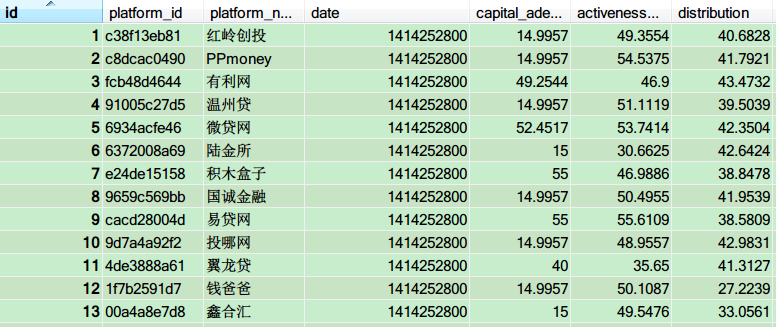 id platform_id platform_n... date capital_ade... activeness... distribution
1 c38f13eb81 红岭创投 1414252800 14.9957 49.3554 40.6828
2 c8dcac0490 PPmoney 1414252800 14.9957 54.5375 41.7921
3 fcb48d4644 有利网 1414252800 49.2544 46.9 43.4732
4 91005c27d5 温州贷 1414252800 14.9957 51.1119 39.5039
5 6934acfe46 微贷网 1414252800 52.4517 53.7414 42.3504
6 6372008a69 陆金所 1414252800 15 30.6625 42.6424
7 e24de15158 积木盒子 1414252800 55 46.9886 38.8478
8 9659c569bb 国诚金融 1414252800 14.9957 50.4955 41.9539
9 cacd28004d 易贷网 1414252800 55 55.6109 38.5809
10 9d7a4a92f2 投哪网 1414252800 14.9957 48.9557 42.9831
11 4de3888a61 翼龙贷 1414252800 40 35.65 41.3127
12 1f7b2591d7 钱爸爸 1414252800 14.9957 50.1087 27.2239
13 00a4a8e7d8 鑫合汇 1414252800 15 49.5476 33.0561